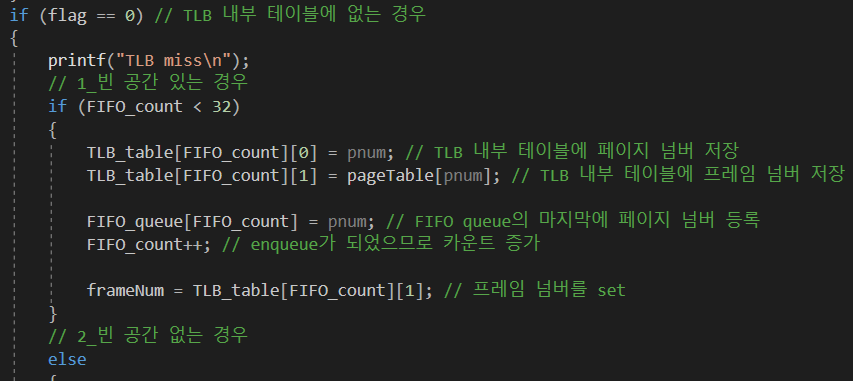 if (flag == 0) // TLB 내부 테이블에 없는 경우
{
printf("TLB miss\n");
// 1_빈 공간 있는 경우
if (FIFO_count < 32)
{
TLB_table[FIFO_count][0] = pnum; // TLB 내부 테이블에 페이지 넘버 저장
TLB_table[FIFO_count][1] = pageTable[pnum]; // TLB 내부 테이블에 프레임 넘버 저장
FIFO_queue[FIFO_count] = pnum; // FIFO queue의 마지막에 페이지 넘버 등록
FIFO_count++; // enqueue가 되었으므로 카운트 증가
frameNum = TLB_table[FIFO_count][1]; // 프레임 넘버를 set
}
// 2_빈 공간 없는 경우
else
{